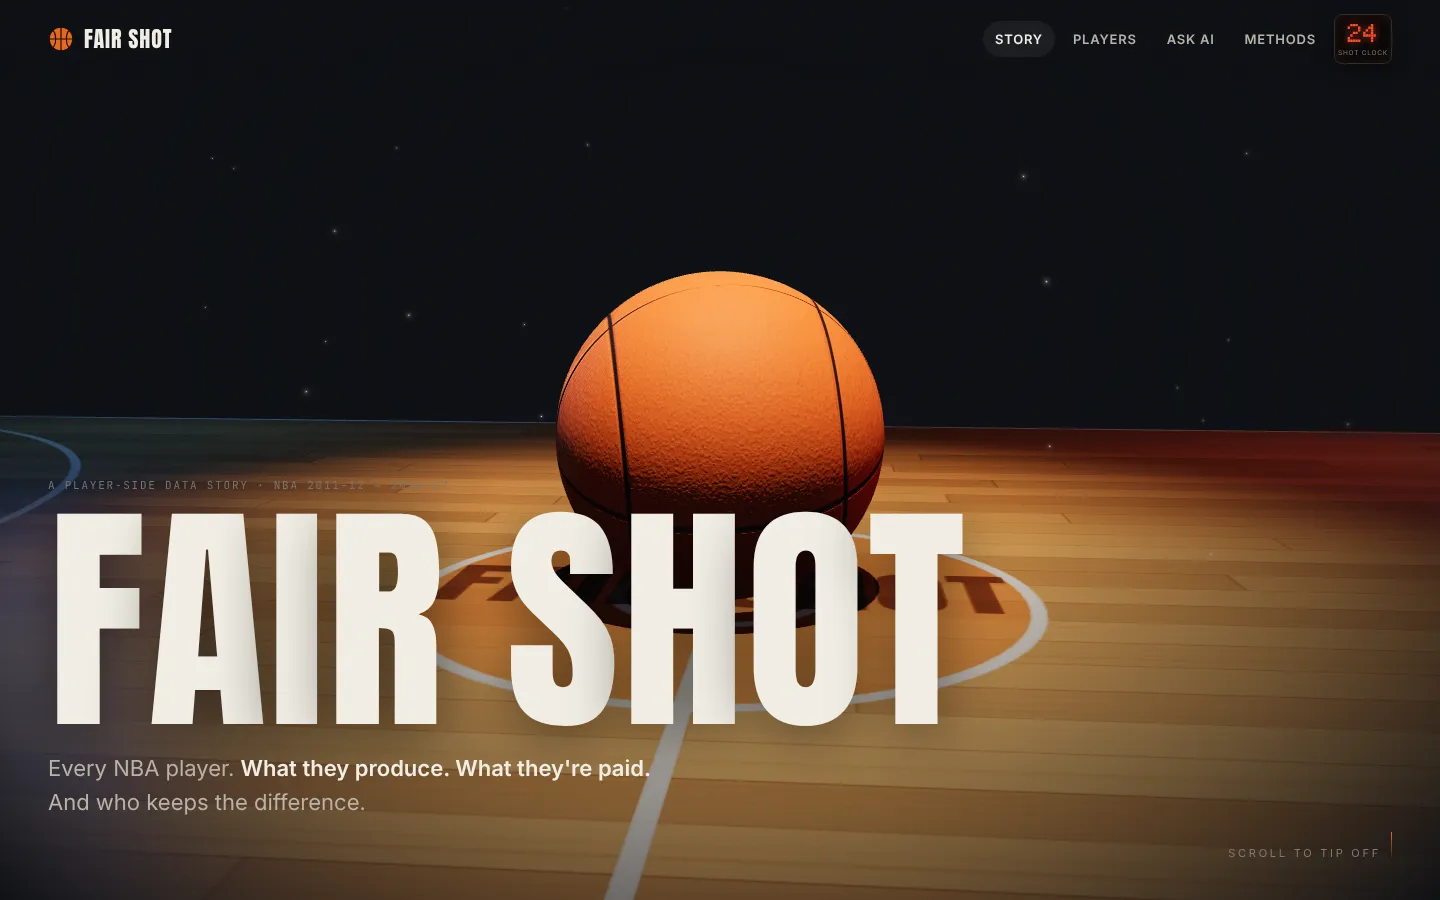 FAIR SHOT
STORY
PLAYERS
ASK AI
METHODS
24
SHOT CLOCK
A PLAYER-SIDE DATA STORY · NBA 2011-12
FAIR SHOT
Every NBA player. What they produce. What they're paid.
And who keeps the difference.
SCROLL TO TIP OFF